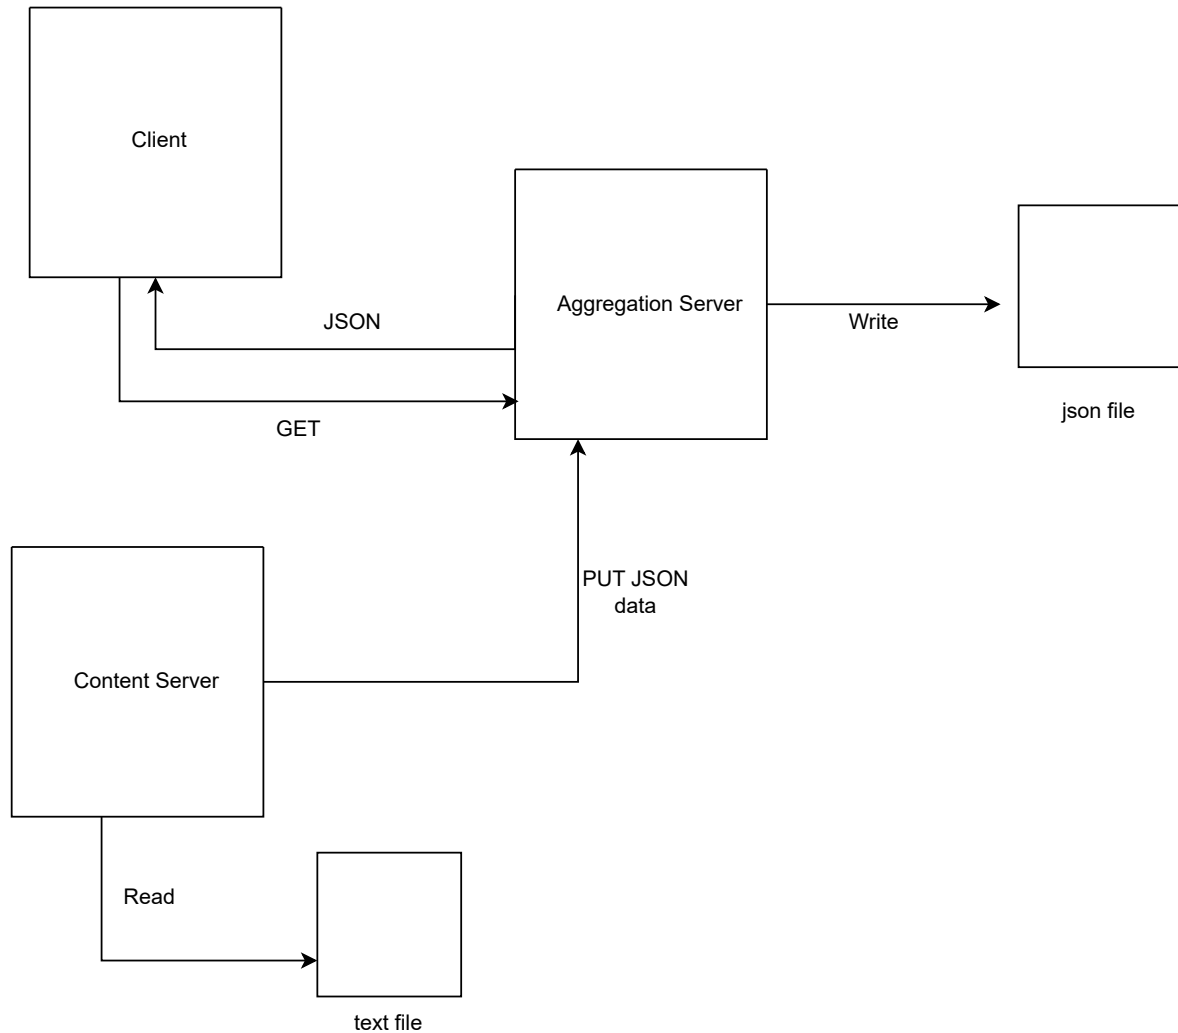 Client
Aggregation Server
JSON
Write
json file
GET
PUT JSON
data
Content Server
Read
text file